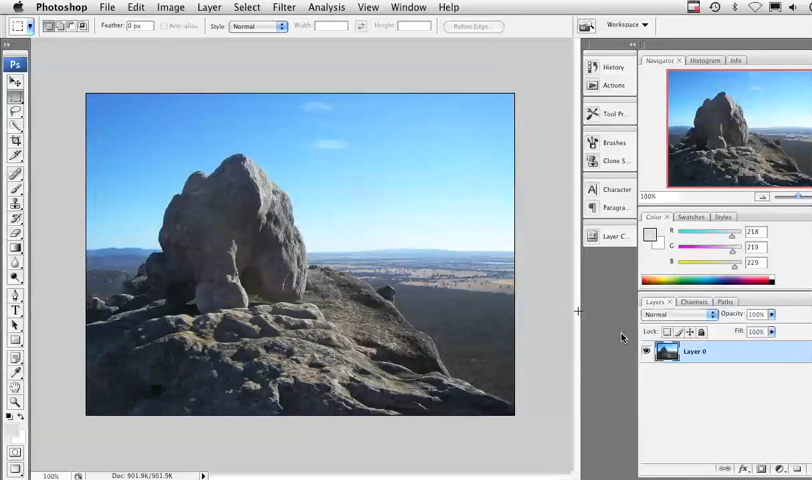 Photoshop File Edit Image Layer Select Filter Analysis View Window Help
Feather: 0 px Anti-alias Style: Normal Width: Height: Refine Edge... Workspace
Ps
History
Actions
Tool Pr...
Brushes
Clone S...
Character
Paragra...
Layer C...
Navigator × Histogram Info
100%
Color × Swatches Styles
R 218
G 219
B 229
Layers × Channels Paths
Normal Opacity: 100%
Lock: Fill: 100%
Layer 0
100% Doc: 901.9K/901.9K